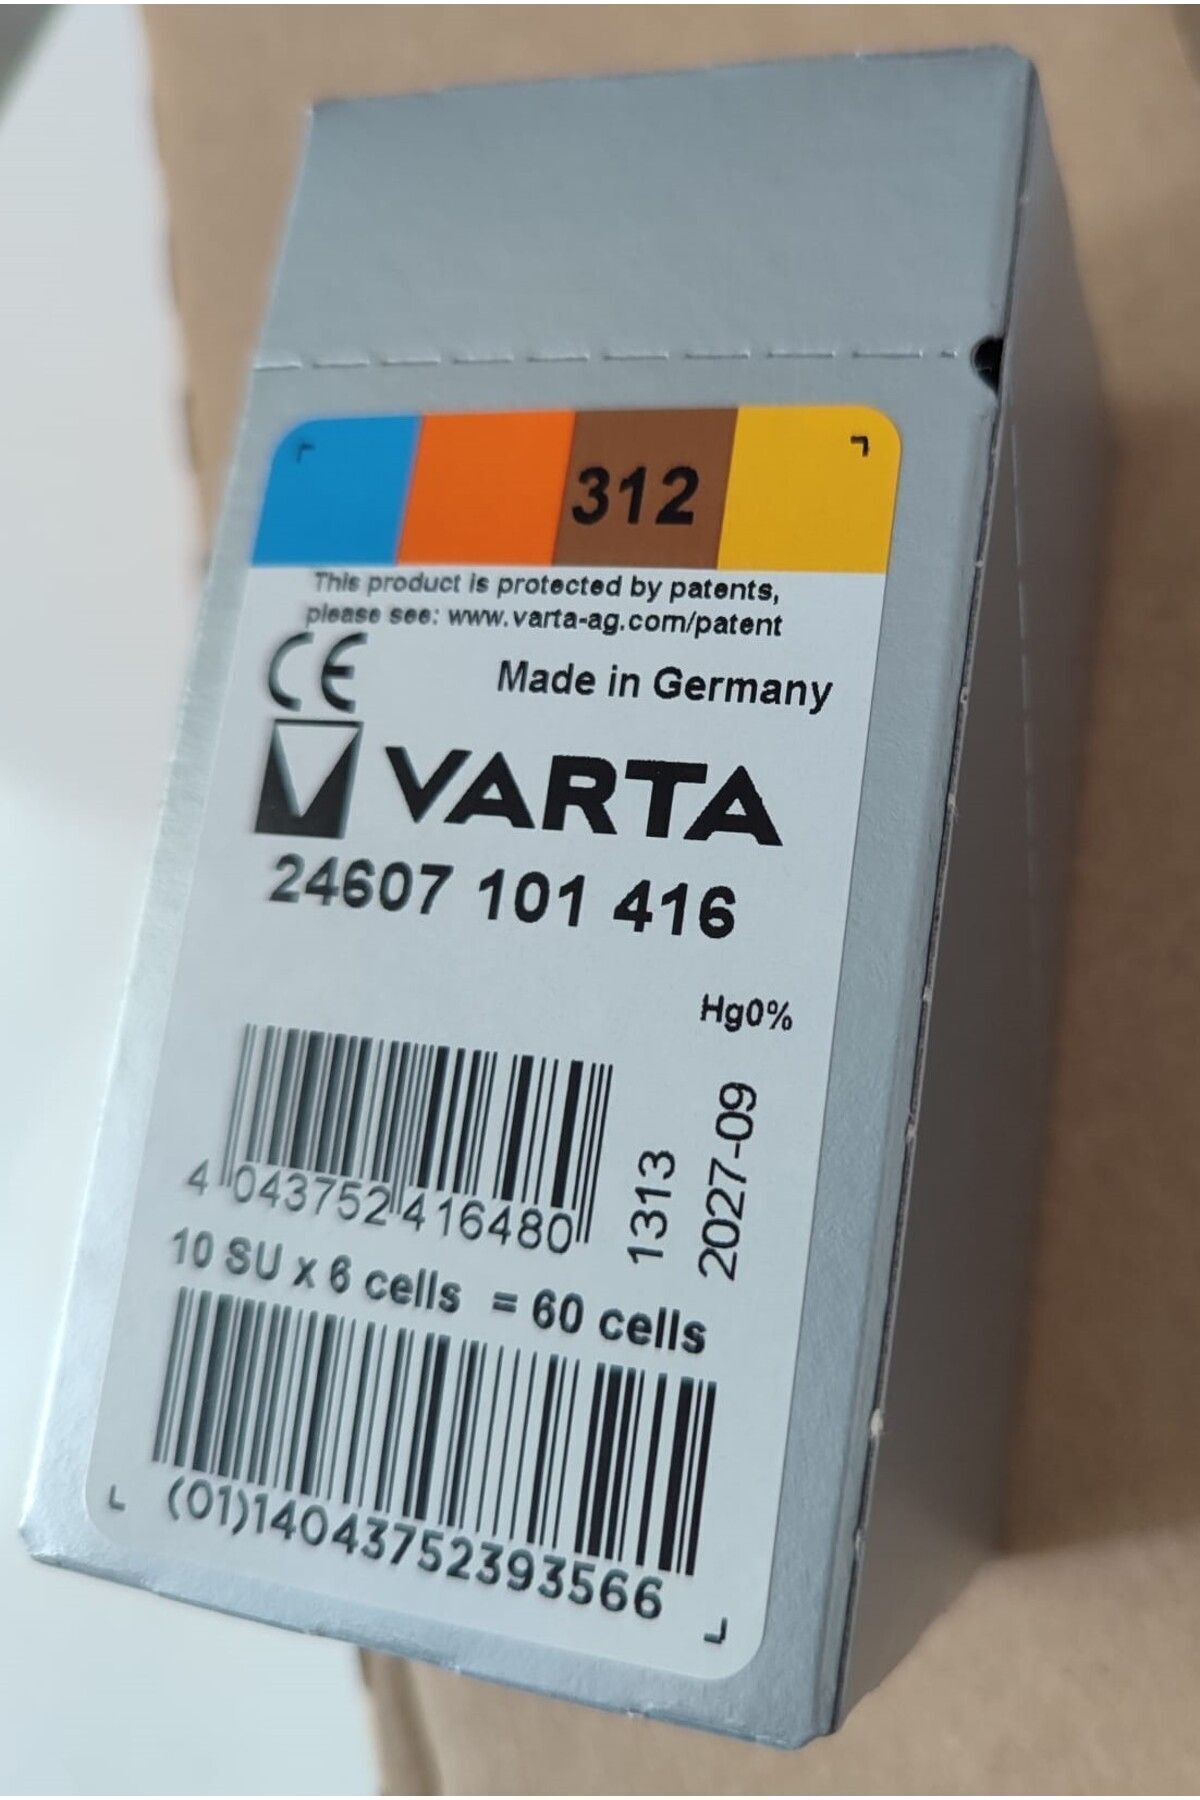 312
This product is protected by patents,
please see: www.varta-ag.com/patent
CE
Made in Germany
VARTA
24607 101 416
Hg0%
4 043752 416480
1313
2027-09
10 SU x 6 cells = 60 cells
(01)14043752393566